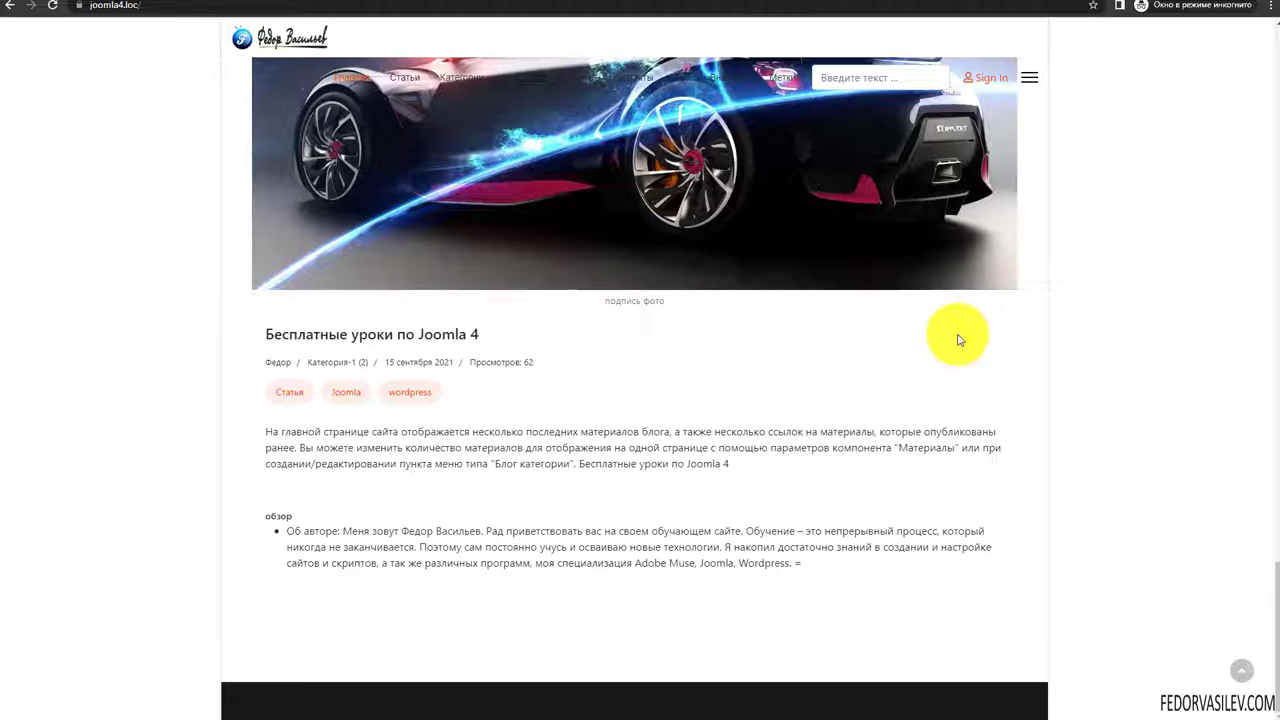 joomla4.loc/
Окно в режиме инкогнито
Федор Васильев
Главная Статьи Категории Метки Введите текст ... Sign In
подпись фото
Бесплатные уроки по Joomla 4
Федор / Категория-1 (2) / 15 сентября 2021 / Просмотров: 62
Статья Joomla wordpress
На главной странице сайта отображается несколько последних материалов блога, а также несколько ссылок на материалы, которые опубликованы
ранее. Вы можете изменить количество материалов для отображения на одной странице с помощью параметров компонента "Материалы" или при
создании/редактировании пункта меню типа "Блог категории". Бесплатные уроки по Joomla 4
обзор
Об авторе: Меня зовут Федор Васильев. Рад приветствовать вас на своем обучающем сайте. Обучение – это непрерывный процесс, который
никогда не заканчивается. Поэтому сам постоянно учусь и осваиваю новые технологии. Я накопил достаточно знаний в создании и настройке
сайтов и скриптов, а так же различных программ, моя специализация Adobe Muse, Joomla, Wordpress. =
FEDORVASILEV.COM